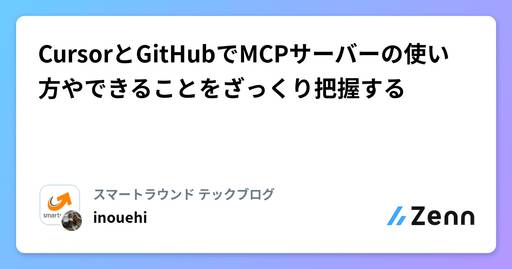 CursorとGitHubでMCPサーバーの使い
方やできることをざっくり把握する
スマートラウンド テックブログ
smart
inouehi
Zenn